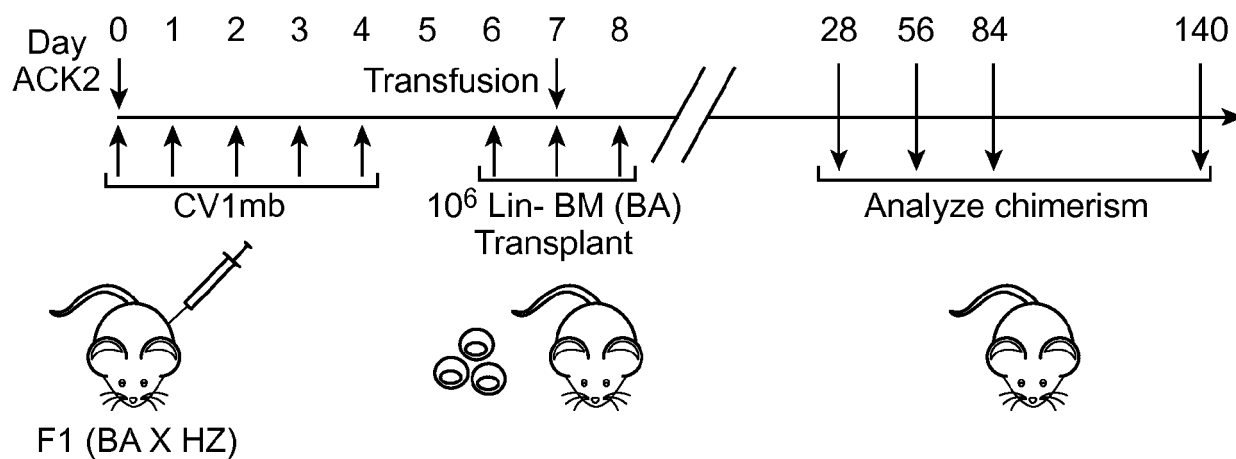 Day 0 1 2 3 4 5 6 7 8 28 56 84 140
ACK2 Transfusion
CV1mb 10⁶ Lin- BM (BA) Analyze chimerism
Transplant
F1 (BA X HZ)